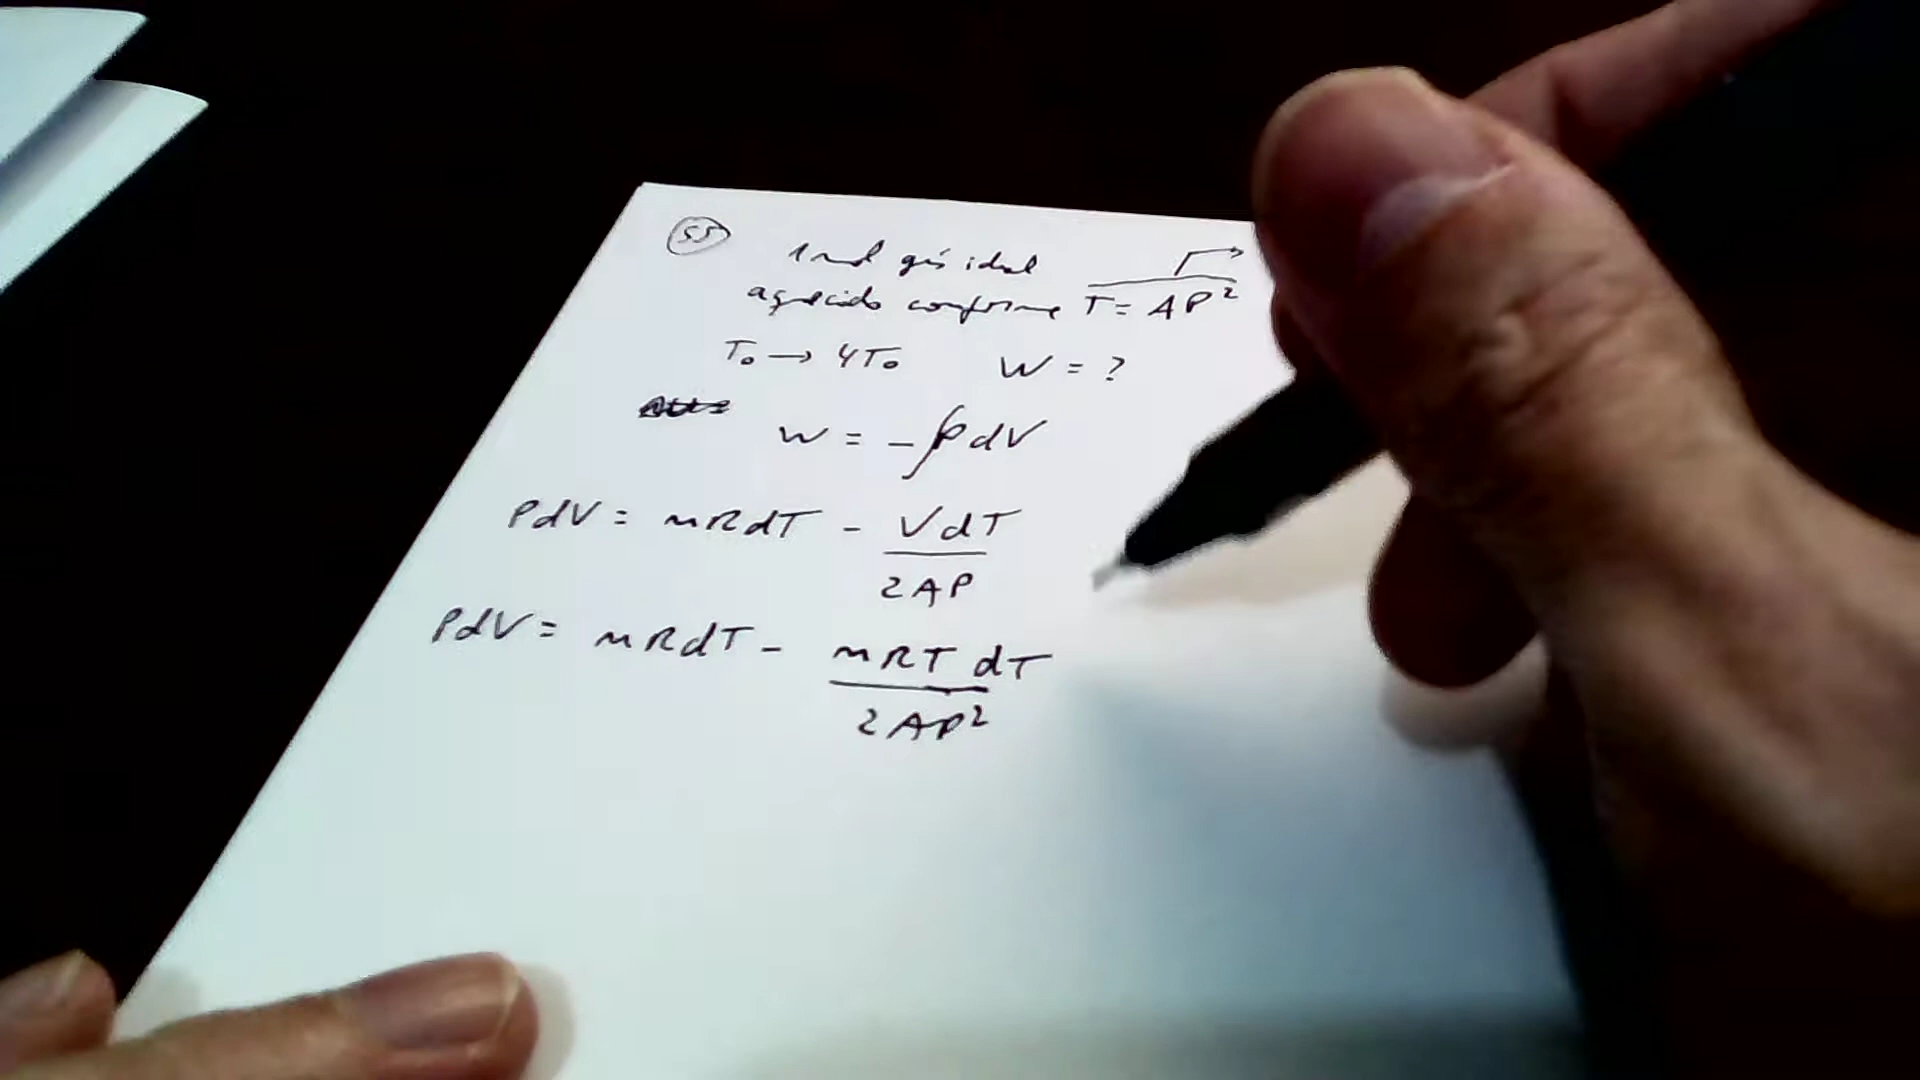 55
1 mol gás ideal
aquecido conforme T = AP²
T₀ → 4T₀ W = ?
W = -∫PdV
PdV = nRdT - VdT/2AP
PdV = nRdT - nRT dT/2AP²